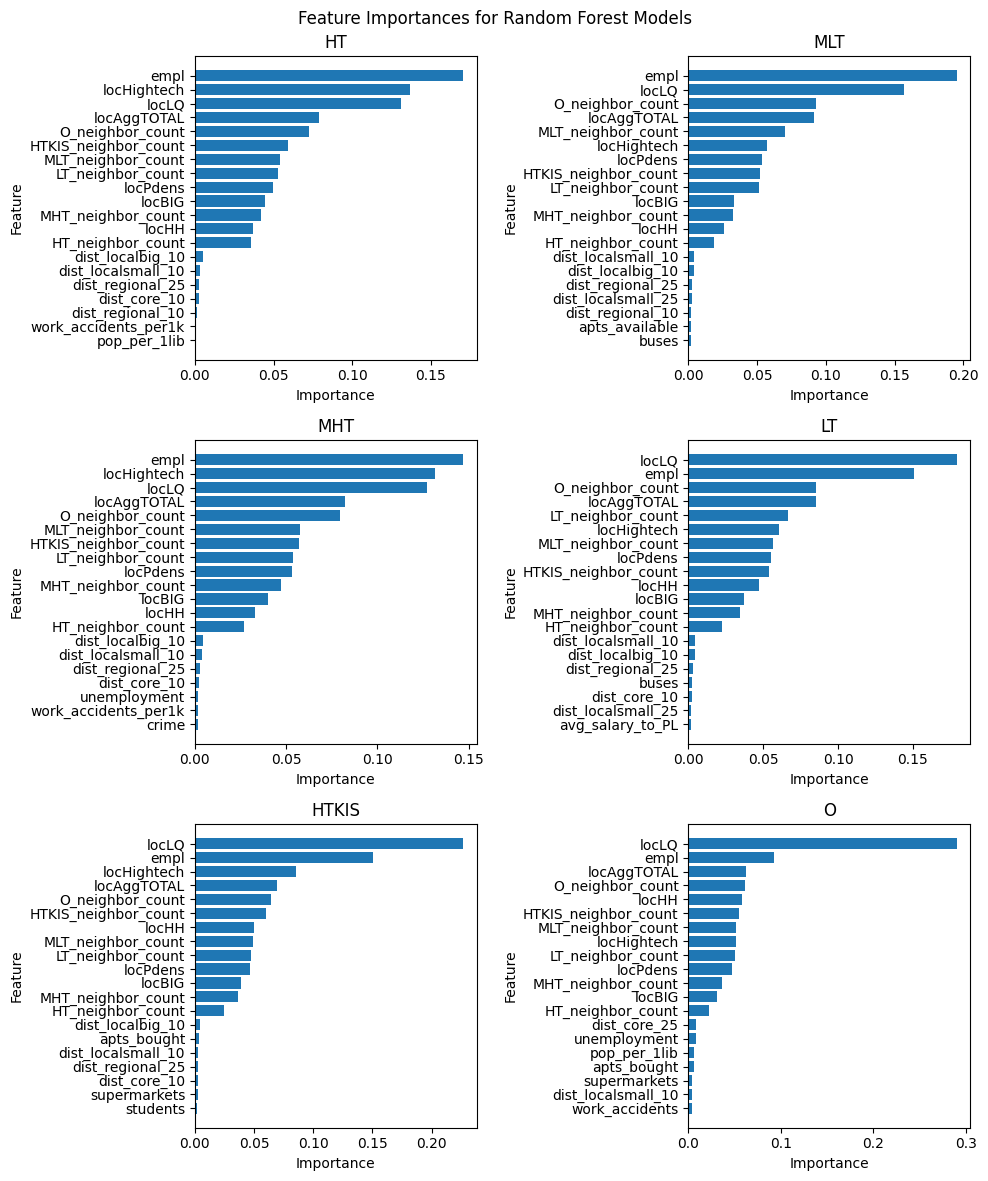 Feature Importances for Random Forest Models
HT
Feature
empl
locHightech
locLQ
locAggTOTAL
O_neighbor_count
HTKIS_neighbor_count
MLT_neighbor_count
LT_neighbor_count
locPdens
locBIG
MHT_neighbor_count
locHH
HT_neighbor_count
dist_localbig_10
dist_localsmall_10
dist_regional_25
dist_core_10
dist_regional_10
work_accidents_per1k
pop_per_1lib
0.00 0.05 0.10 0.15
Importance
MLT
Feature
empl
locLQ
O_neighbor_count
locAggTOTAL
MLT_neighbor_count
locHightech
locPdens
HTKIS_neighbor_count
LT_neighbor_count
locBIG
MHT_neighbor_count
locHH
HT_neighbor_count
dist_localsmall_10
dist_localbig_10
dist_regional_25
dist_localsmall_25
dist_regional_10
apts_available
buses
0.00 0.05 0.10 0.15 0.20
Importance
MHT
Feature
empl
locHightech
locLQ
locAggTOTAL
O_neighbor_count
MLT_neighbor_count
HTKIS_neighbor_count
LT_neighbor_count
locPdens
MHT_neighbor_count
locBIG
locHH
HT_neighbor_count
dist_localbig_10
dist_localsmall_10
dist_regional_25
dist_core_10
unemployment
work_accidents_per1k
crime
0.00 0.05 0.10 0.15
Importance
LT
Feature
locLQ
empl
O_neighbor_count
locAggTOTAL
LT_neighbor_count
locHightech
MLT_neighbor_count
locPdens
HTKIS_neighbor_count
locHH
locBIG
MHT_neighbor_count
HT_neighbor_count
dist_localsmall_10
dist_localbig_10
dist_regional_25
buses
dist_core_10
dist_localsmall_25
avg_salary_to_PL
0.00 0.05 0.10 0.15
Importance
HTKIS
Feature
locLQ
empl
locHightech
locAggTOTAL
O_neighbor_count
HTKIS_neighbor_count
locHH
MLT_neighbor_count
LT_neighbor_count
locPdens
locBIG
MHT_neighbor_count
HT_neighbor_count
dist_localbig_10
apts_bought
dist_localsmall_10
dist_regional_25
dist_core_10
supermarkets
students
0.00 0.05 0.10 0.15 0.20
Importance
O
Feature
locLQ
empl
locAggTOTAL
O_neighbor_count
locHH
HTKIS_neighbor_count
MLT_neighbor_count
locHightech
LT_neighbor_count
locPdens
MHT_neighbor_count
locBIG
HT_neighbor_count
dist_core_25
unemployment
pop_per_1lib
apts_bought
supermarkets
dist_localsmall_10
work_accidents
0.0 0.1 0.2 0.3
Importance